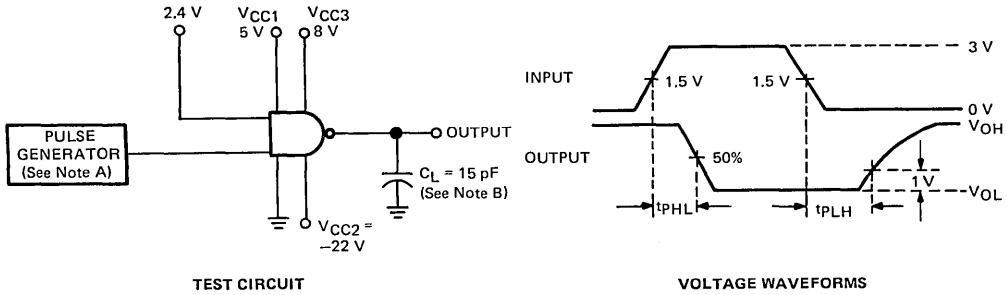 2.4 V
VCC1
5 V
VCC3
8 V
PULSE
GENERATOR
(See Note A)
OUTPUT
CL = 15 pF
(See Note B)
VCC2 =
−22 V
TEST CIRCUIT
INPUT
1.5 V
1.5 V
3 V
0 V
OUTPUT
50%
VOH
1 V
VOL
tPHL
tPLH
VOLTAGE WAVEFORMS